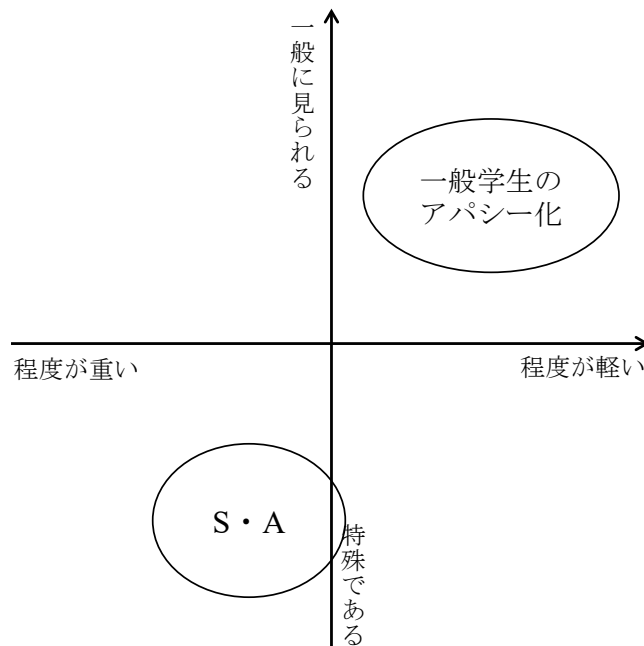 一般に見られる
一般学生の
アパシー化
程度が重い
程度が軽い
S・A
特殊である